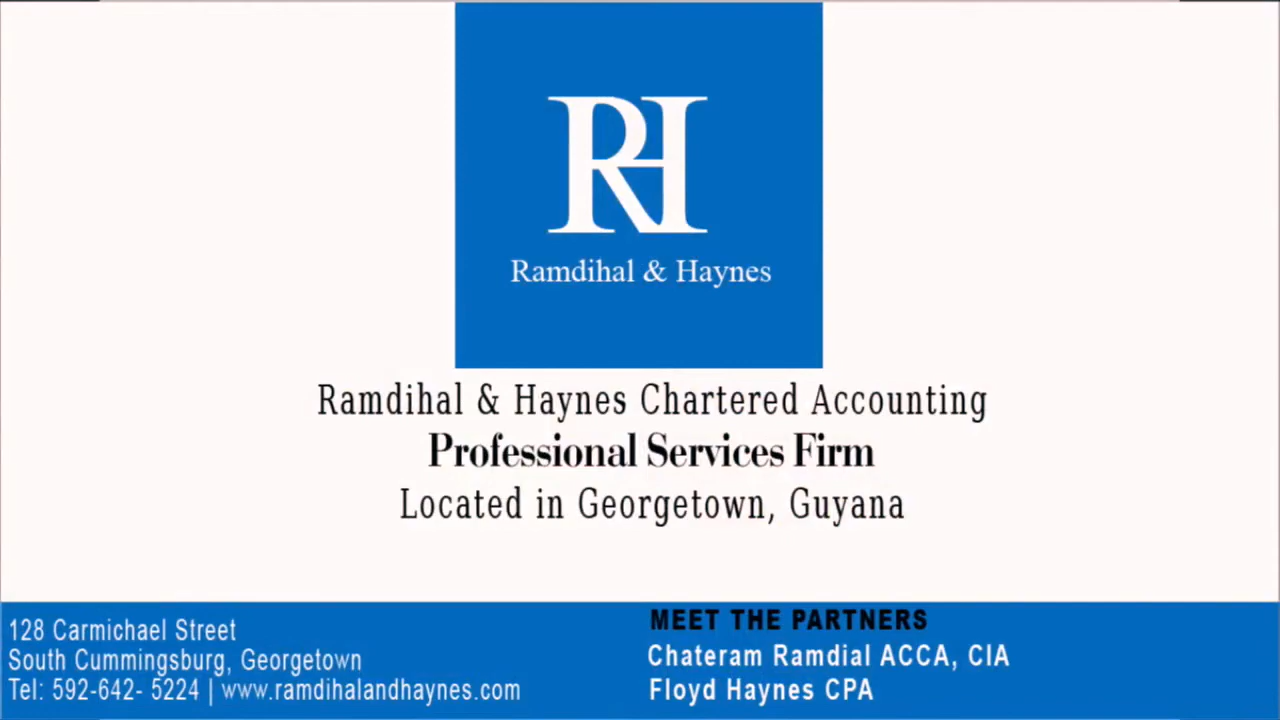 RH
Ramdihal & Haynes
Ramdihal & Haynes Chartered Accounting
Professional Services Firm
Located in Georgetown, Guyana
128 Carmichael Street
South Cummingsburg, Georgetown
Tel: 592-642- 5224 | www.ramdihalandhaynes.com
MEET THE PARTNERS
Chateram Ramdial ACCA, CIA
Floyd Haynes CPA